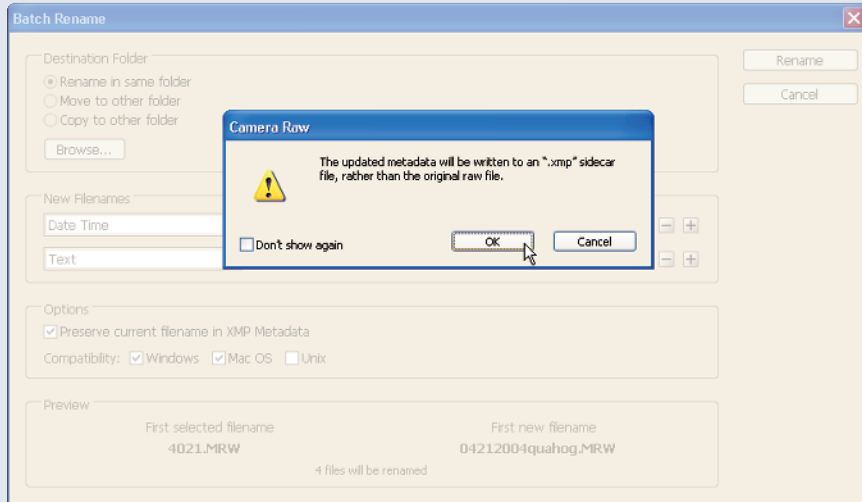 Batch Rename
Destination Folder
Rename in same folder
Move to other folder
Copy to other folder
Browse...
Rename
Cancel
Camera Raw
The updated metadata will be written to an ".xmp" sidecar
file, rather than the original raw file.
Don't show again
OK
Cancel
New Filenames
Date Time
Text
Options
Preserve current filename in XMP Metadata
Compatibility: Windows Mac OS Unix
Preview
First selected filename First new filename
4021.MRW 04212004quahog.MRW
4 files will be renamed